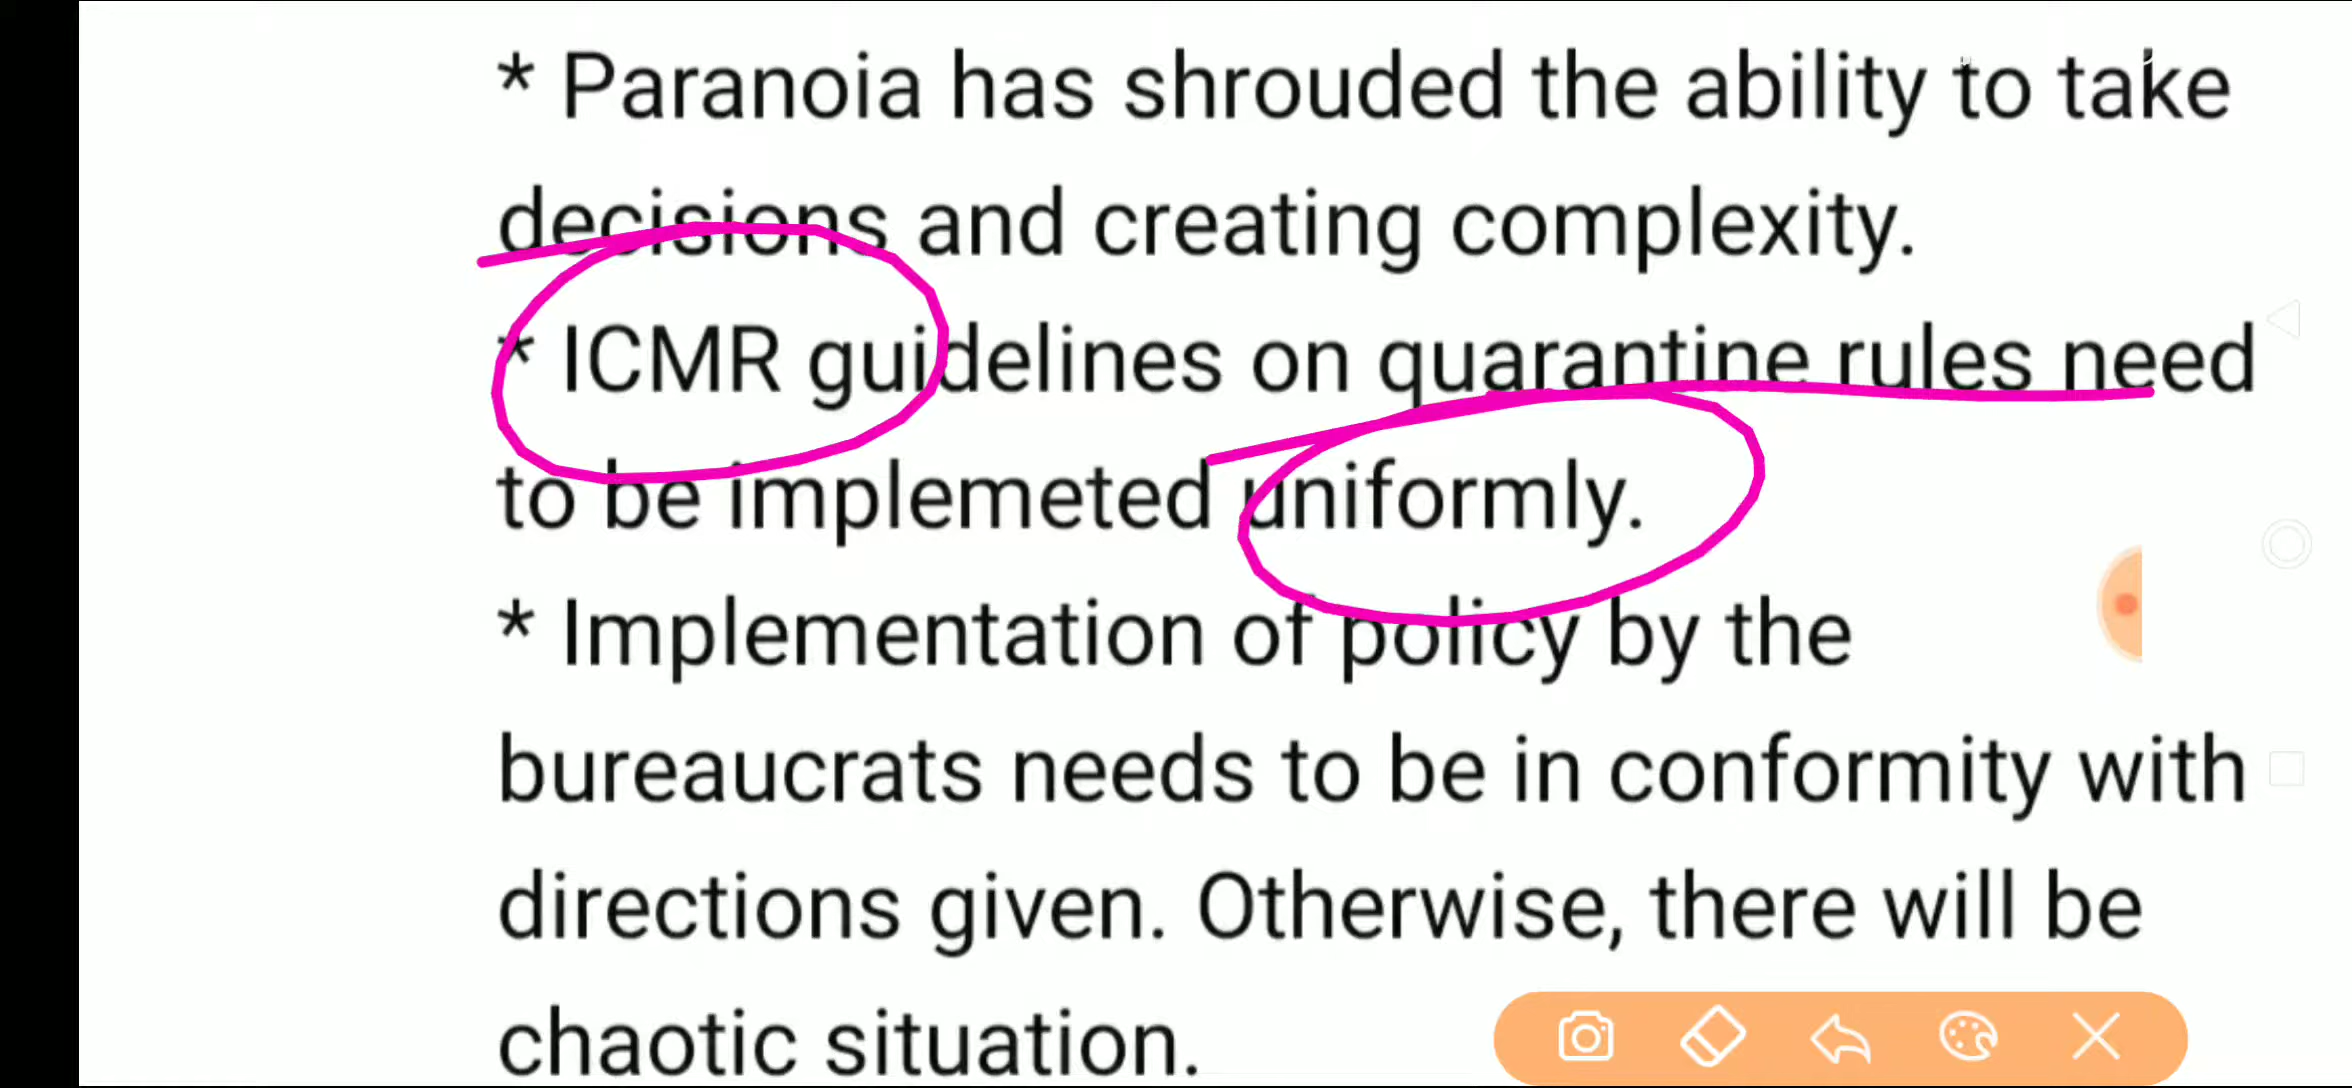 * Paranoia has shrouded the ability to take
decisions and creating complexity.
* ICMR guidelines on quarantine rules need
to be implemeted uniformly.
* Implementation of policy by the
bureaucrats needs to be in conformity with
directions given. Otherwise, there will be
chaotic situation.